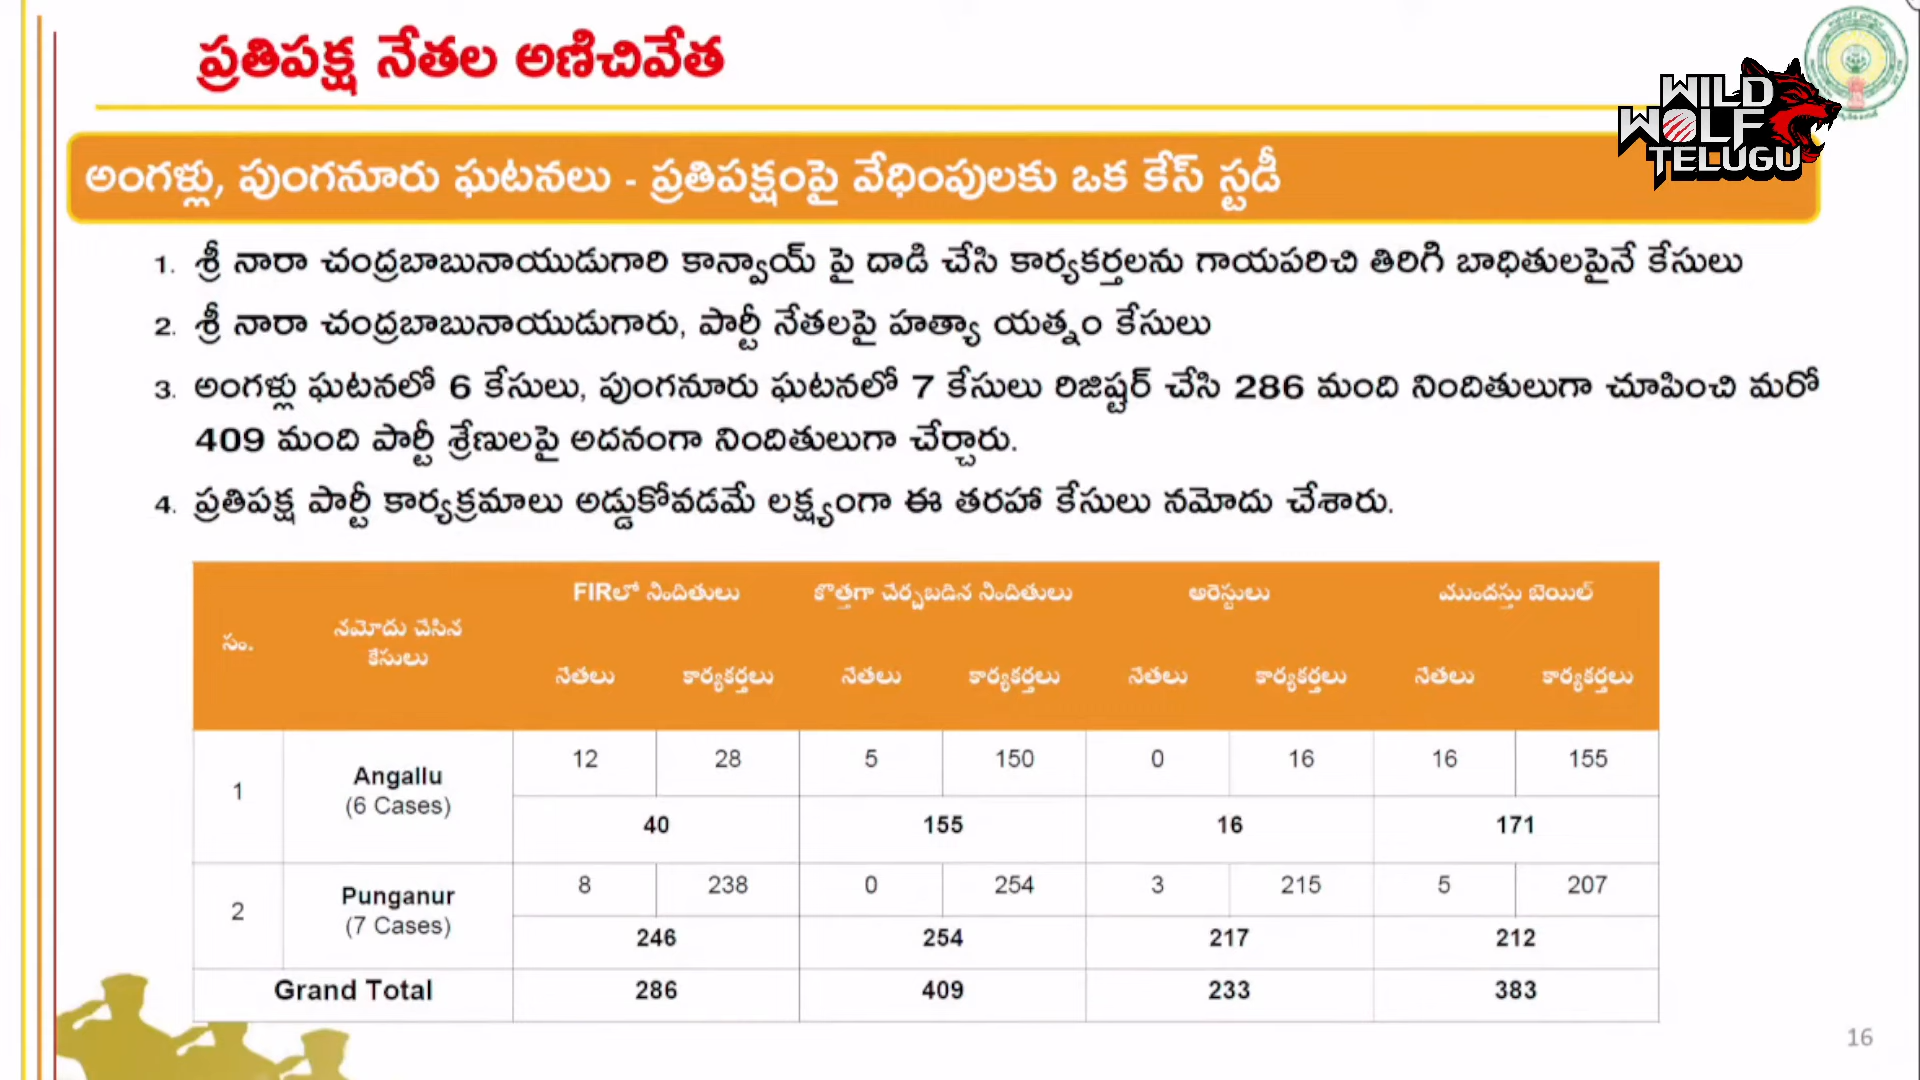 ప్రతిపక్ష నేతల అణిచివేత
WILD
WOLF
TELUGU
అంగళ్లు, పుంగనూరు ఘటనలు - ప్రతిపక్షంపై వేధింపులకు ఒక కేస్ స్టడీ
1. శ్రీ నారా చంద్రబాబునాయుడుగారి కాన్వాయ్ పై దాడి చేసి కార్యకర్తలను గాయపరిచి తిరిగి బాధితులపైనే కేసులు
2. శ్రీ నారా చంద్రబాబునాయుడుగారు, పార్టీ నేతలపై హత్యా యత్నం కేసులు
3. అంగళ్లు ఘటనలో 6 కేసులు, పుంగనూరు ఘటనలో 7 కేసులు రిజిష్టర్ చేసి 286 మంది నిందితులుగా చూపించి మరో
409 మంది పార్టీ శ్రేణులపై అదనంగా నిందితులుగా చేర్చారు.
4. ప్రతిపక్ష పార్టీ కార్యక్రమాలు అడ్డుకోవడమే లక్ష్యంగా ఈ తరహా కేసులు నమోదు చేశారు.
FIRలో నిందితులు కొత్తగా చేర్చబడిన నిందితులు అరెస్టులు ముందస్తు బెయిల్
సం. నమోదు చేసిన
కేసులు
నేతలు కార్యకర్తలు నేతలు కార్యకర్తలు నేతలు కార్యకర్తలు నేతలు కార్యకర్తలు
1 Angallu
(6 Cases)
12 28 5 150 0 16 16 155
40 155 16 171
2 Punganur
(7 Cases)
8 238 0 254 3 215 5 207
246 254 217 212
Grand Total 286 409 233 383
16